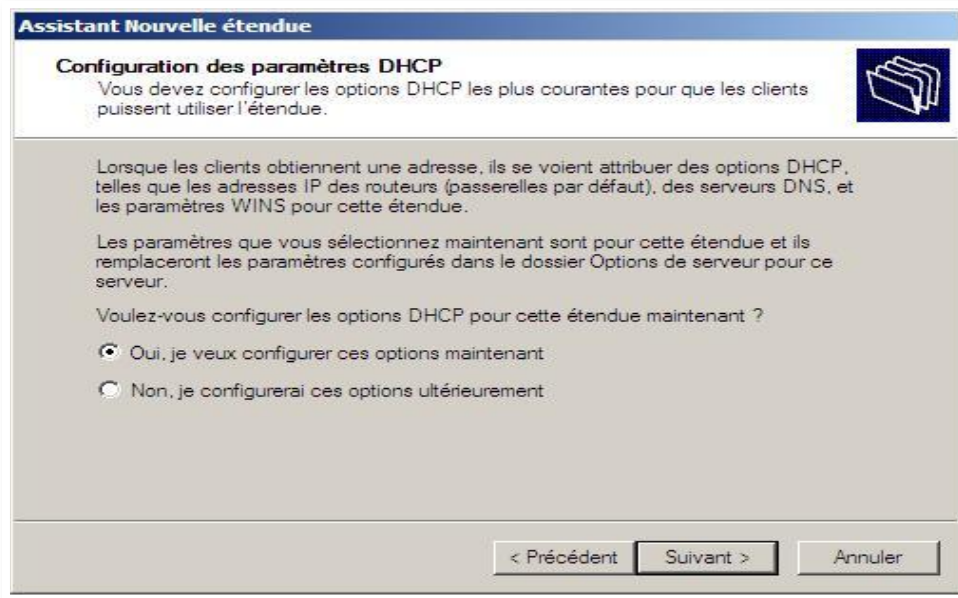 Assistant Nouvelle étendue
Configuration des paramètres DHCP
Vous devez configurer les options DHCP les plus courantes pour que les clients
puissent utiliser l'étendue.
Lorsque les clients obtiennent une adresse, ils se voient attribuer des options DHCP,
telles que les adresses IP des routeurs (passerelles par défaut), des serveurs DNS, et
les paramètres WINS pour cette étendue.
Les paramètres que vous sélectionnez maintenant sont pour cette étendue et ils
remplaceront les paramètres configurés dans le dossier Options de serveur pour ce
serveur.
Voulez-vous configurer les options DHCP pour cette étendue maintenant ?
Oui, je veux configurer ces options maintenant
Non, je configurerai ces options ultérieurement
< Précédent
Suivant >
Annuler